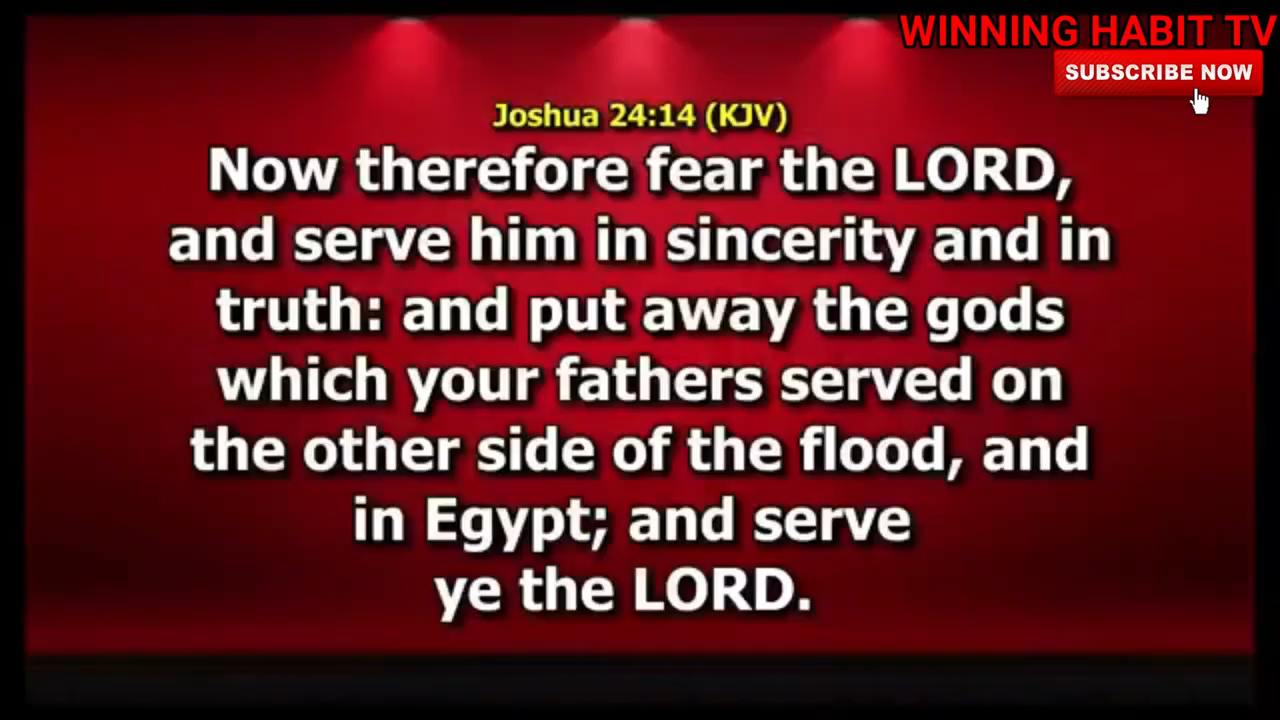 WINNING HABIT TV
SUBSCRIBE NOW
Joshua 24:14 (KJV)
Now therefore fear the LORD,
and serve him in sincerity and in
truth: and put away the gods
which your fathers served on
the other side of the flood, and
in Egypt; and serve
ye the LORD.